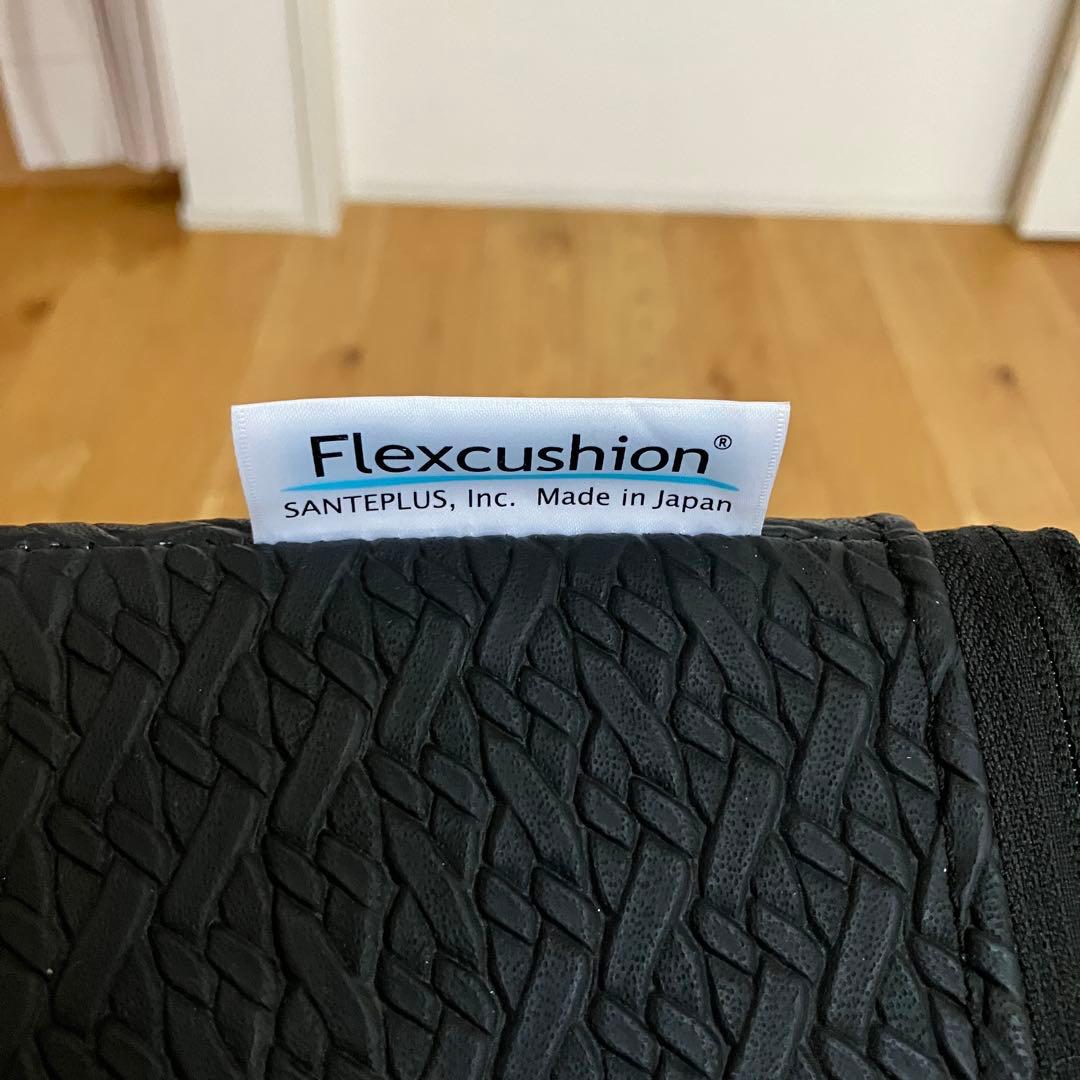 Flexcushion®
SANTEPLUS, Inc. Made in Japan